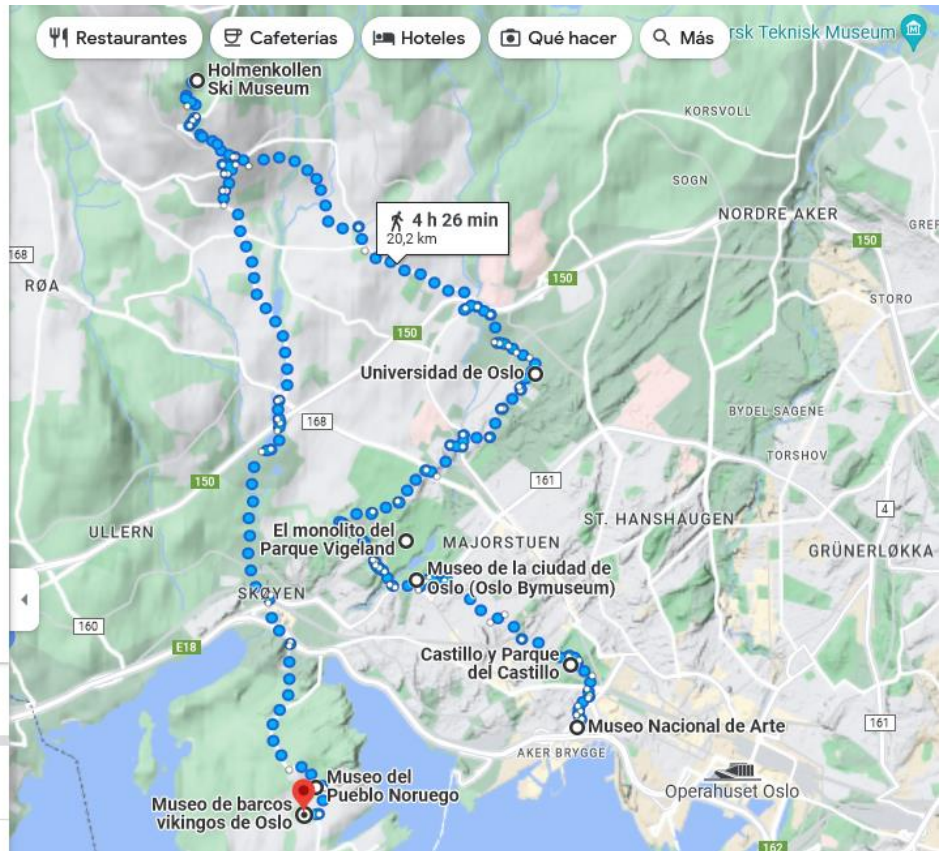 Restaurantes
Cafeterías
Hoteles
Qué hacer
Más
rsk Teknisk Museum
Holmenkollen
Ski Museum
KORSVOLL
SOGN
4 h 26 min
20,2 km
NORDRE AKER
GREF
168
150
150
RØA
STORO
150
Universidad de Oslo
BYDEL SAGENE
168
TORSHOV
150
161
4
ULLERN
El monolito del
Parque Vigeland
MAJORSTUEN
ST. HANSHAUGEN
GRÜNERLØKKA
Museo de la ciudad de
Oslo (Oslo Bymuseum)
SKØYEN
160
E18
Castillo y Parque
del Castillo
Museo Nacional de Arte
161
AKER BRYGGE
Museo del
Pueblo Noruego
Operahuset Oslo
Museo de barcos
vikingos de Oslo
162